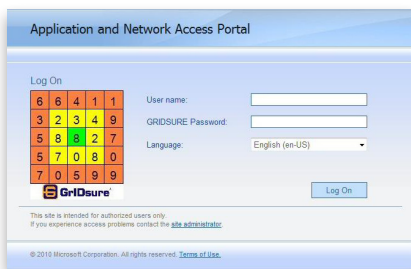 Application and Network Access Portal
Log On
6 6 4 1 1
3 2 3 4 9
5 8 8 2 7
5 7 0 8 0
7 0 5 9 9
GrIDsure
User name:
GRIDSURE Password:
Language:
English (en-US)
Log On
This site is intended for authorized users only.
If you experience access problems contact the site administrator.
© 2010 Microsoft Corporation. All rights reserved. Terms of Use.